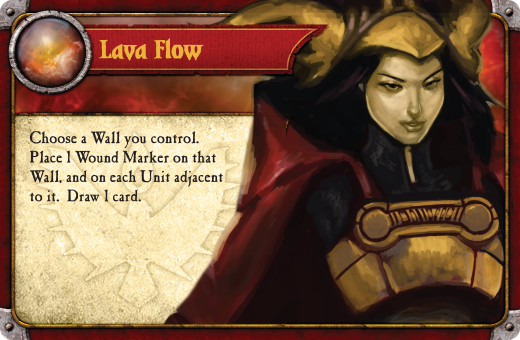 Lava Flow
Choose a Wall you control.
Place 1 Wound Marker on that
Wall, and on each Unit adjacent
to it. Draw 1 card.